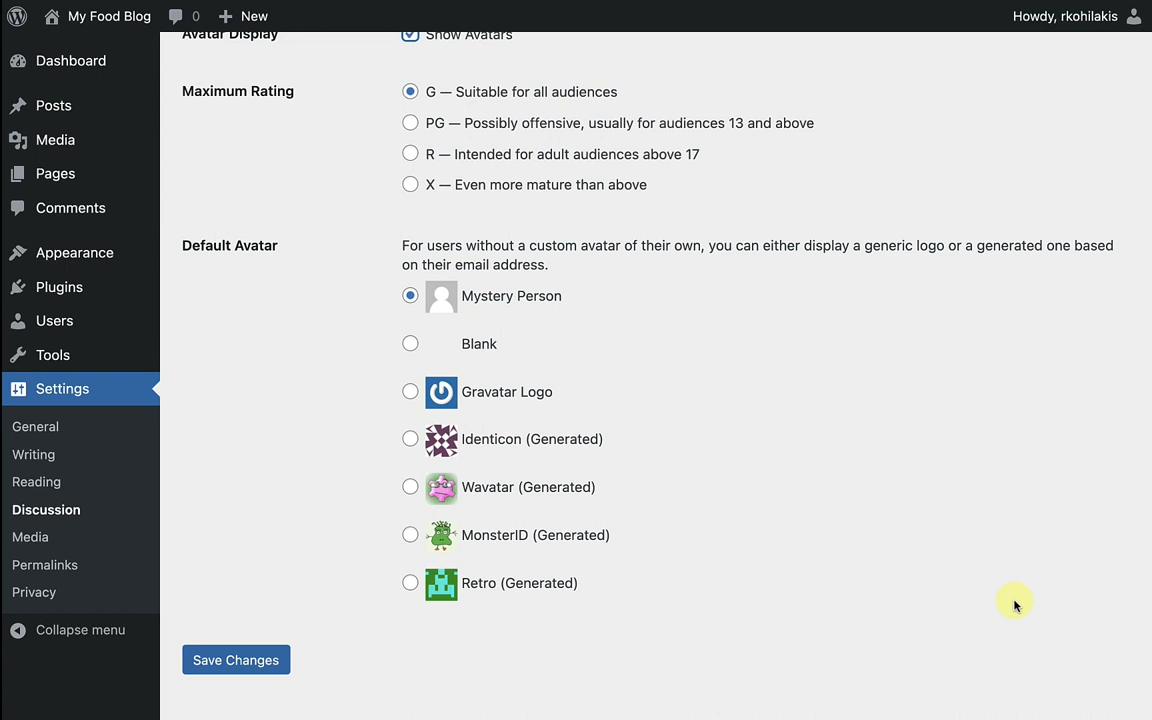 My Food Blog
0
New
Howdy, rkohilakis
Dashboard
Posts
Media
Pages
Comments
Appearance
Plugins
Users
Tools
Settings
General
Writing
Reading
Discussion
Media
Permalinks
Privacy
Collapse menu
Avatar Display
Show Avatars
Maximum Rating
G — Suitable for all audiences
PG — Possibly offensive, usually for audiences 13 and above
R — Intended for adult audiences above 17
X — Even more mature than above
Default Avatar
For users without a custom avatar of their own, you can either display a generic logo or a generated one based
on their email address.
Mystery Person
Blank
Gravatar Logo
Identicon (Generated)
Wavatar (Generated)
MonsterID (Generated)
Retro (Generated)
Save Changes